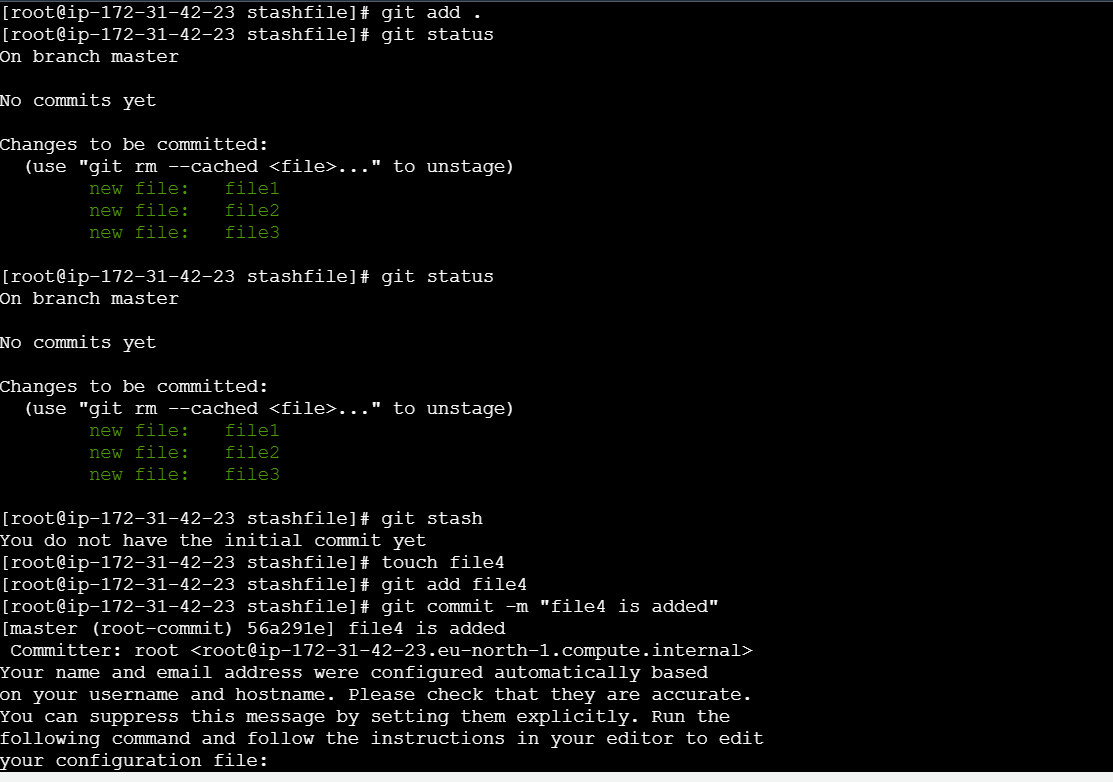 [root@ip-172-31-42-23 stashfile]# git add .
[root@ip-172-31-42-23 stashfile]# git status
On branch master
No commits yet
Changes to be committed:
  (use "git rm --cached <file>..." to unstage)
        new file:   file1
        new file:   file2
        new file:   file3
[root@ip-172-31-42-23 stashfile]# git status
On branch master
No commits yet
Changes to be committed:
  (use "git rm --cached <file>..." to unstage)
        new file:   file1
        new file:   file2
        new file:   file3
[root@ip-172-31-42-23 stashfile]# git stash
You do not have the initial commit yet
[root@ip-172-31-42-23 stashfile]# touch file4
[root@ip-172-31-42-23 stashfile]# git add file4
[root@ip-172-31-42-23 stashfile]# git commit -m "file4 is added"
[master (root-commit) 56a291e] file4 is added
 Committer: root <root@ip-172-31-42-23.eu-north-1.compute.internal>
Your name and email address were configured automatically based
on your username and hostname. Please check that they are accurate.
You can suppress this message by setting them explicitly. Run the
following command and follow the instructions in your editor to edit
your configuration file: